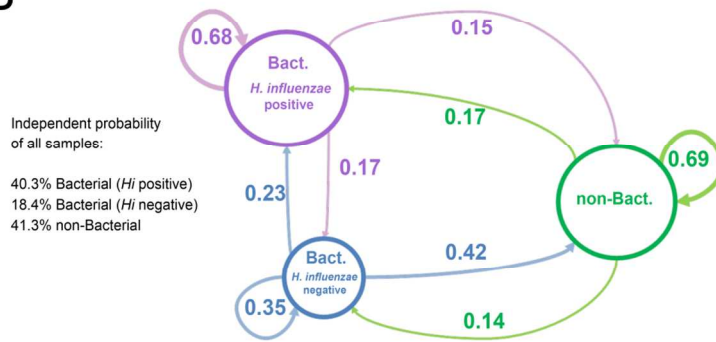 0.68
0.15
Bact.
H. influenzae
positive
Independent probability
of all samples:
0.17
0.69
40.3% Bacterial (Hi positive)
18.4% Bacterial (Hi negative)
41.3% non-Bacterial
0.23
0.17
non-Bact.
Bact.
H. influenzae
negative
0.42
0.35
0.14